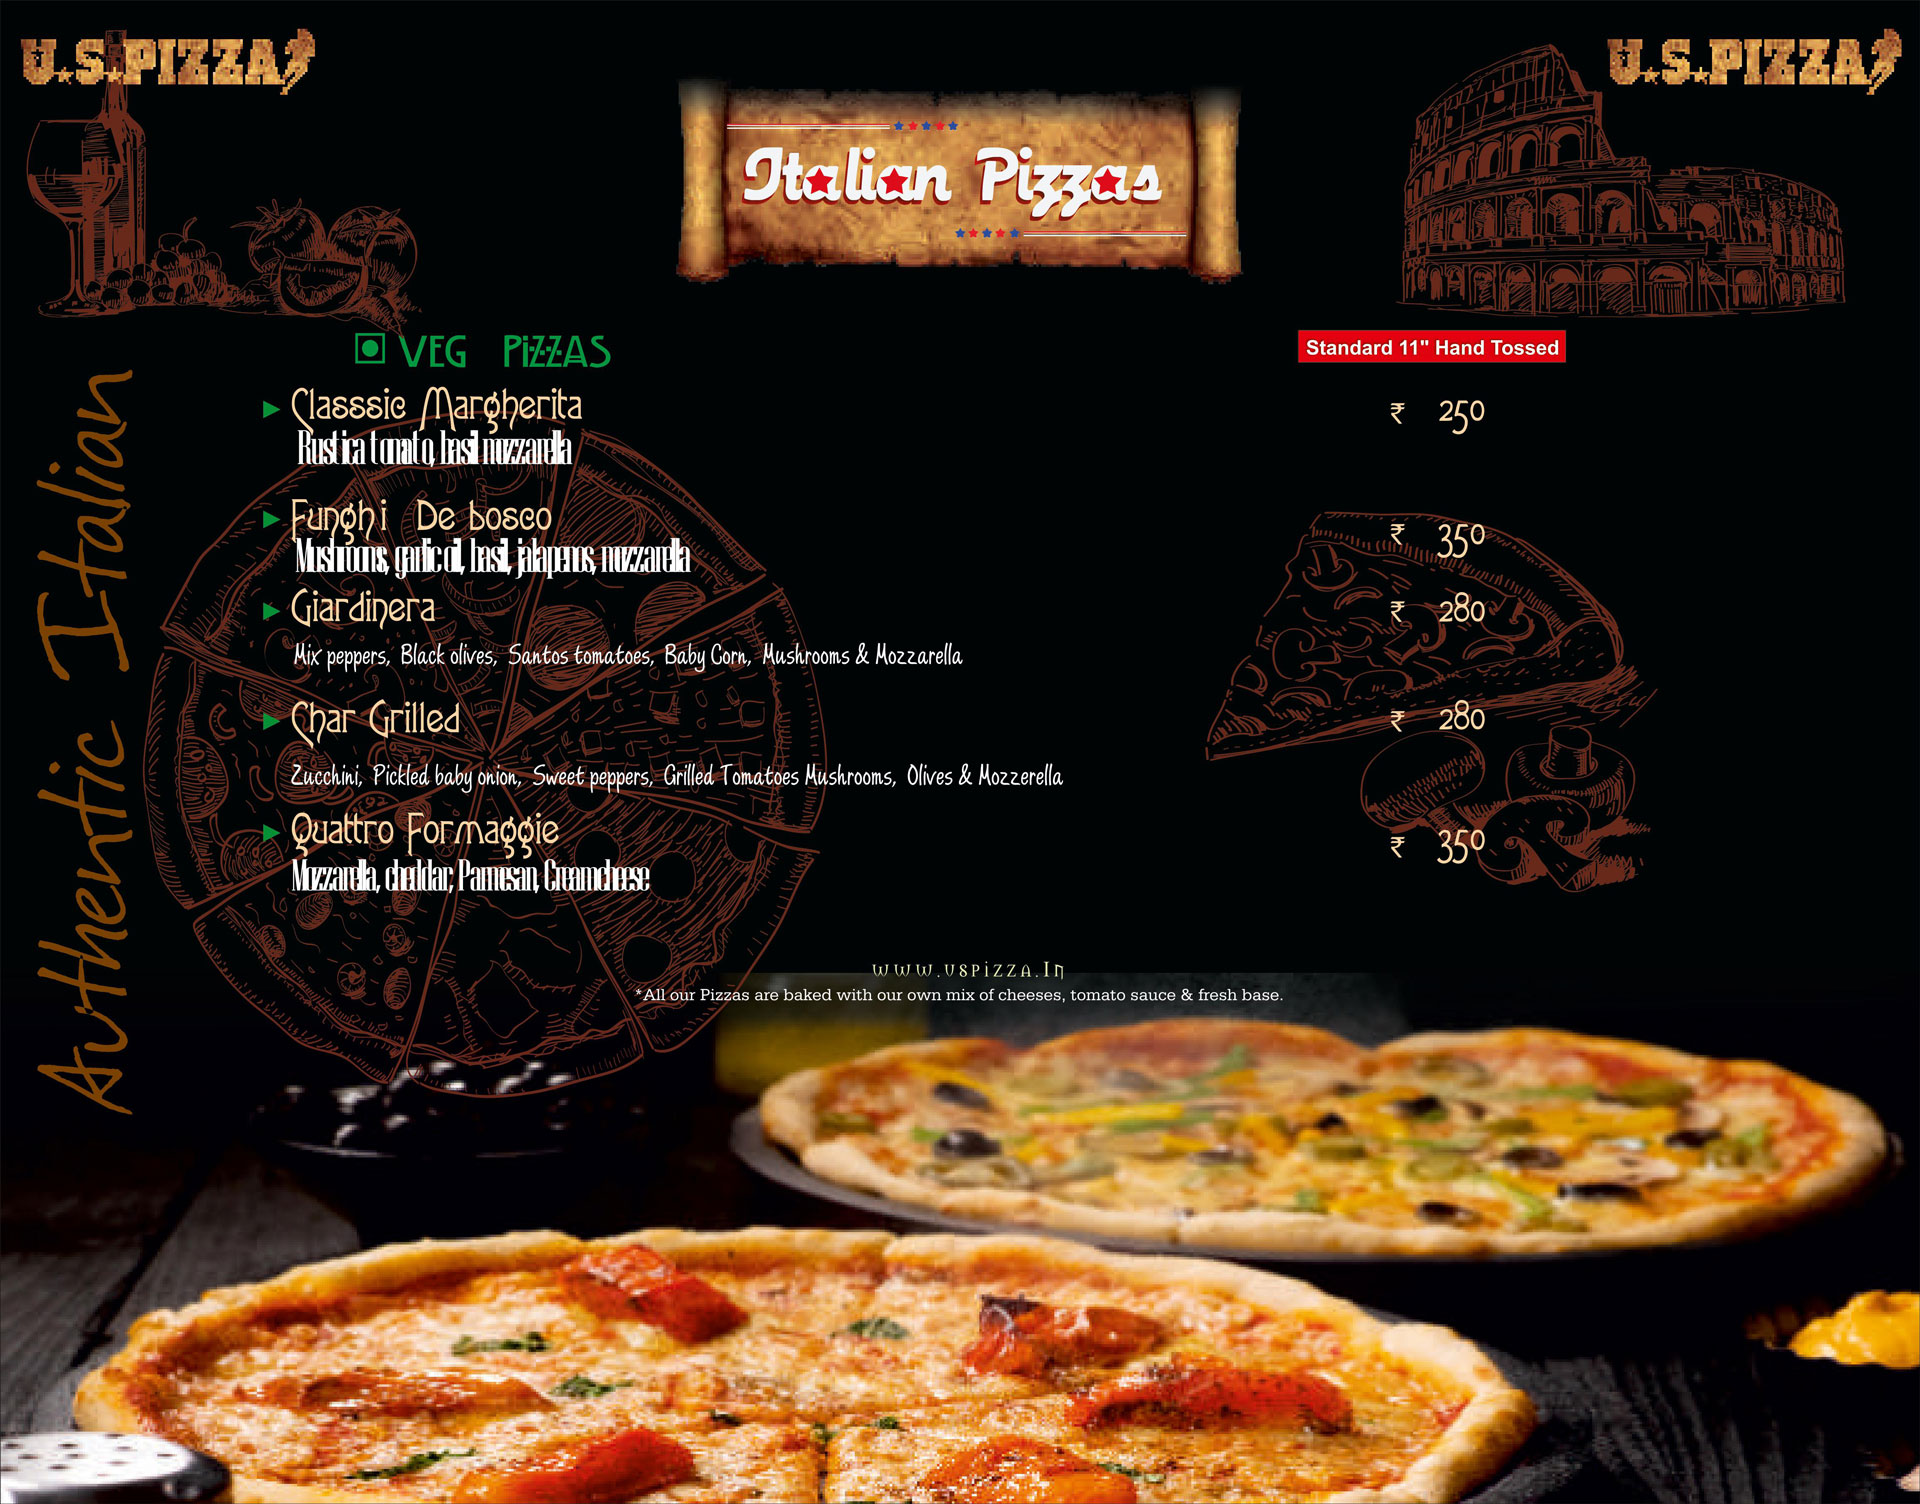 U.S.PIZZA
U.S.PIZZA
Italian Pizzas
VEG PiZZAS
Standard 11" Hand Tossed
Classsic Margherita
₹ 250
Rustica tomato, basil mozzarella
Funghi De bosco
₹ 350
Mushrooms, garlic oil, basil, jalapenos, mozzarella
Giardinera
₹ 280
Mix peppers, Black olives, Santos tomatoes, Baby Corn, Mushrooms & Mozzarella
Char Grilled
₹ 280
Zucchini, Pickled baby onion, Sweet peppers, Grilled Tomatoes Mushrooms, Olives & Mozzerella
Quattro Formaggie
₹ 350
Mozzarella, cheddar, Parmesan, Creamcheese
Authentic Italian
www.uspizza.In
*All our Pizzas are baked with our own mix of cheeses, tomato sauce & fresh base.